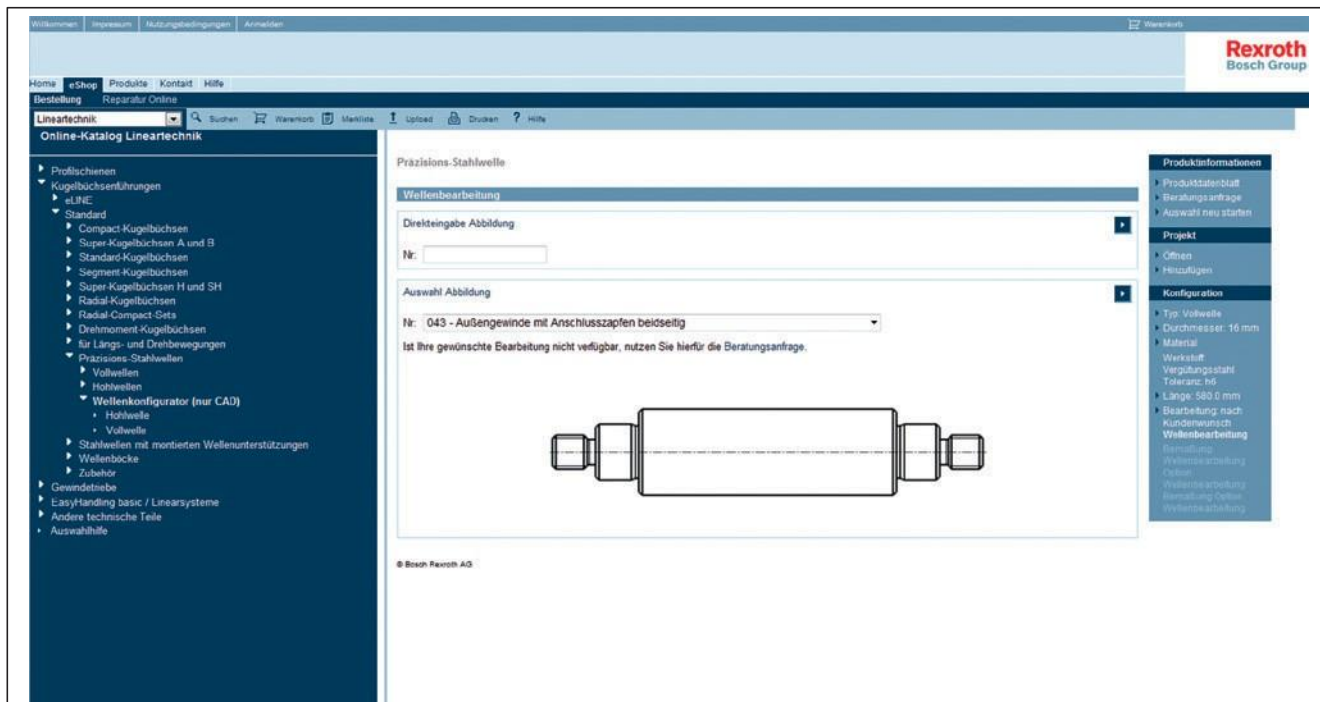 Willkommen Impressum Nutzungsbedingungen Anmelden Warenkorb
Rexroth
Bosch Group
Home eShop Produkte Kontakt Hilfe
Bestellung Reparatur Online
Lineartechnik Suchen Warenkorb Merkliste Upload Drucken ? Hilfe
Online-Katalog Lineartechnik
Profilschienen
Kugelbüchsenführungen
eLINE
Standard
Compact-Kugelbüchsen
Super-Kugelbüchsen A und B
Standard-Kugelbüchsen
Segment-Kugelbüchsen
Super-Kugelbüchsen H und SH
Radial-Kugelbüchsen
Radial-Compact-Sets
Drehmoment-Kugelbüchsen
für Längs- und Drehbewegungen
Präzisions-Stahlwellen
Vollwellen
Hohlwellen
Wellenkonfigurator (nur CAD)
Hohlwelle
Vollwelle
Stahlwellen mit montierten Wellenunterstützungen
Wellenböcke
Zubehör
Gewindetriebe
EasyHandling basic / Linearsysteme
Andere technische Teile
Auswahlhilfe
Präzisions-Stahlwelle
Wellenbearbeitung
Direkteingabe Abbildung
Nr:
Auswahl Abbildung
Nr: 043 - Außengewinde mit Anschlusszapfen beidseitig
Ist Ihre gewünschte Bearbeitung nicht verfügbar, nutzen Sie hierfür die Beratungsanfrage.
© Bosch Rexroth AG
Produktinformationen
Produktdatenblatt
Beratungsanfrage
Auswahl neu starten
Projekt
Öffnen
Hinzufügen
Konfiguration
Typ: Vollwelle
Durchmesser: 16 mm
Material
Werkstoff
Vergütungsstahl
Toleranz: h6
Länge: 580.0 mm
Bearbeitung: nach
Kundenwunsch
Wellenbearbeitung
Bemaßung
Wellenbearbeitung
Option
Wellenbearbeitung
Bemaßung Option
Wellenbearbeitung